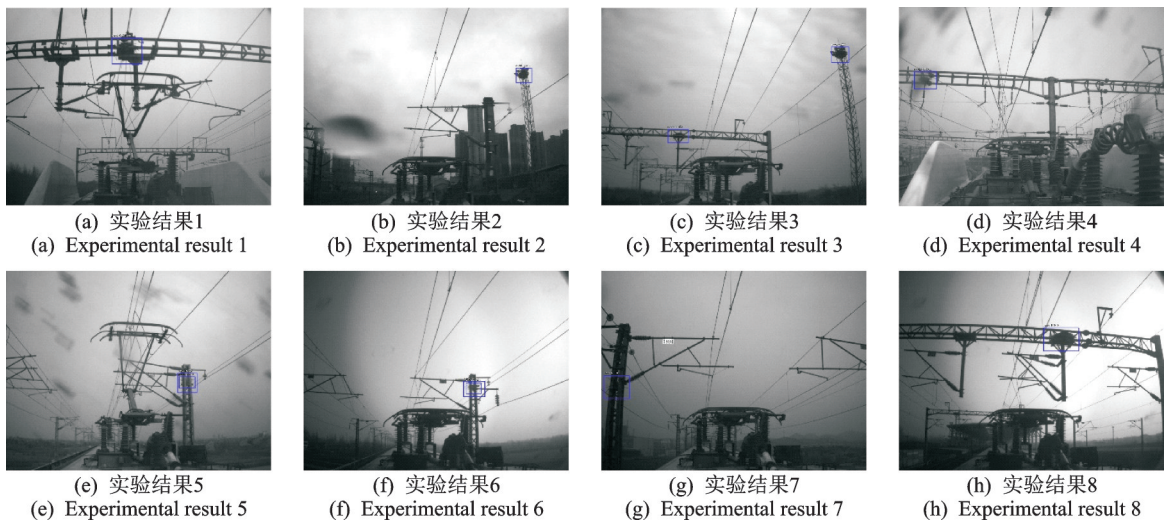 (a) 实验结果1
(a) Experimental result 1
(b) 实验结果2
(b) Experimental result 2
(c) 实验结果3
(c) Experimental result 3
(d) 实验结果4
(d) Experimental result 4
(e) 实验结果5
(e) Experimental result 5
(f) 实验结果6
(f) Experimental result 6
(g) 实验结果7
(g) Experimental result 7
(h) 实验结果8
(h) Experimental result 8